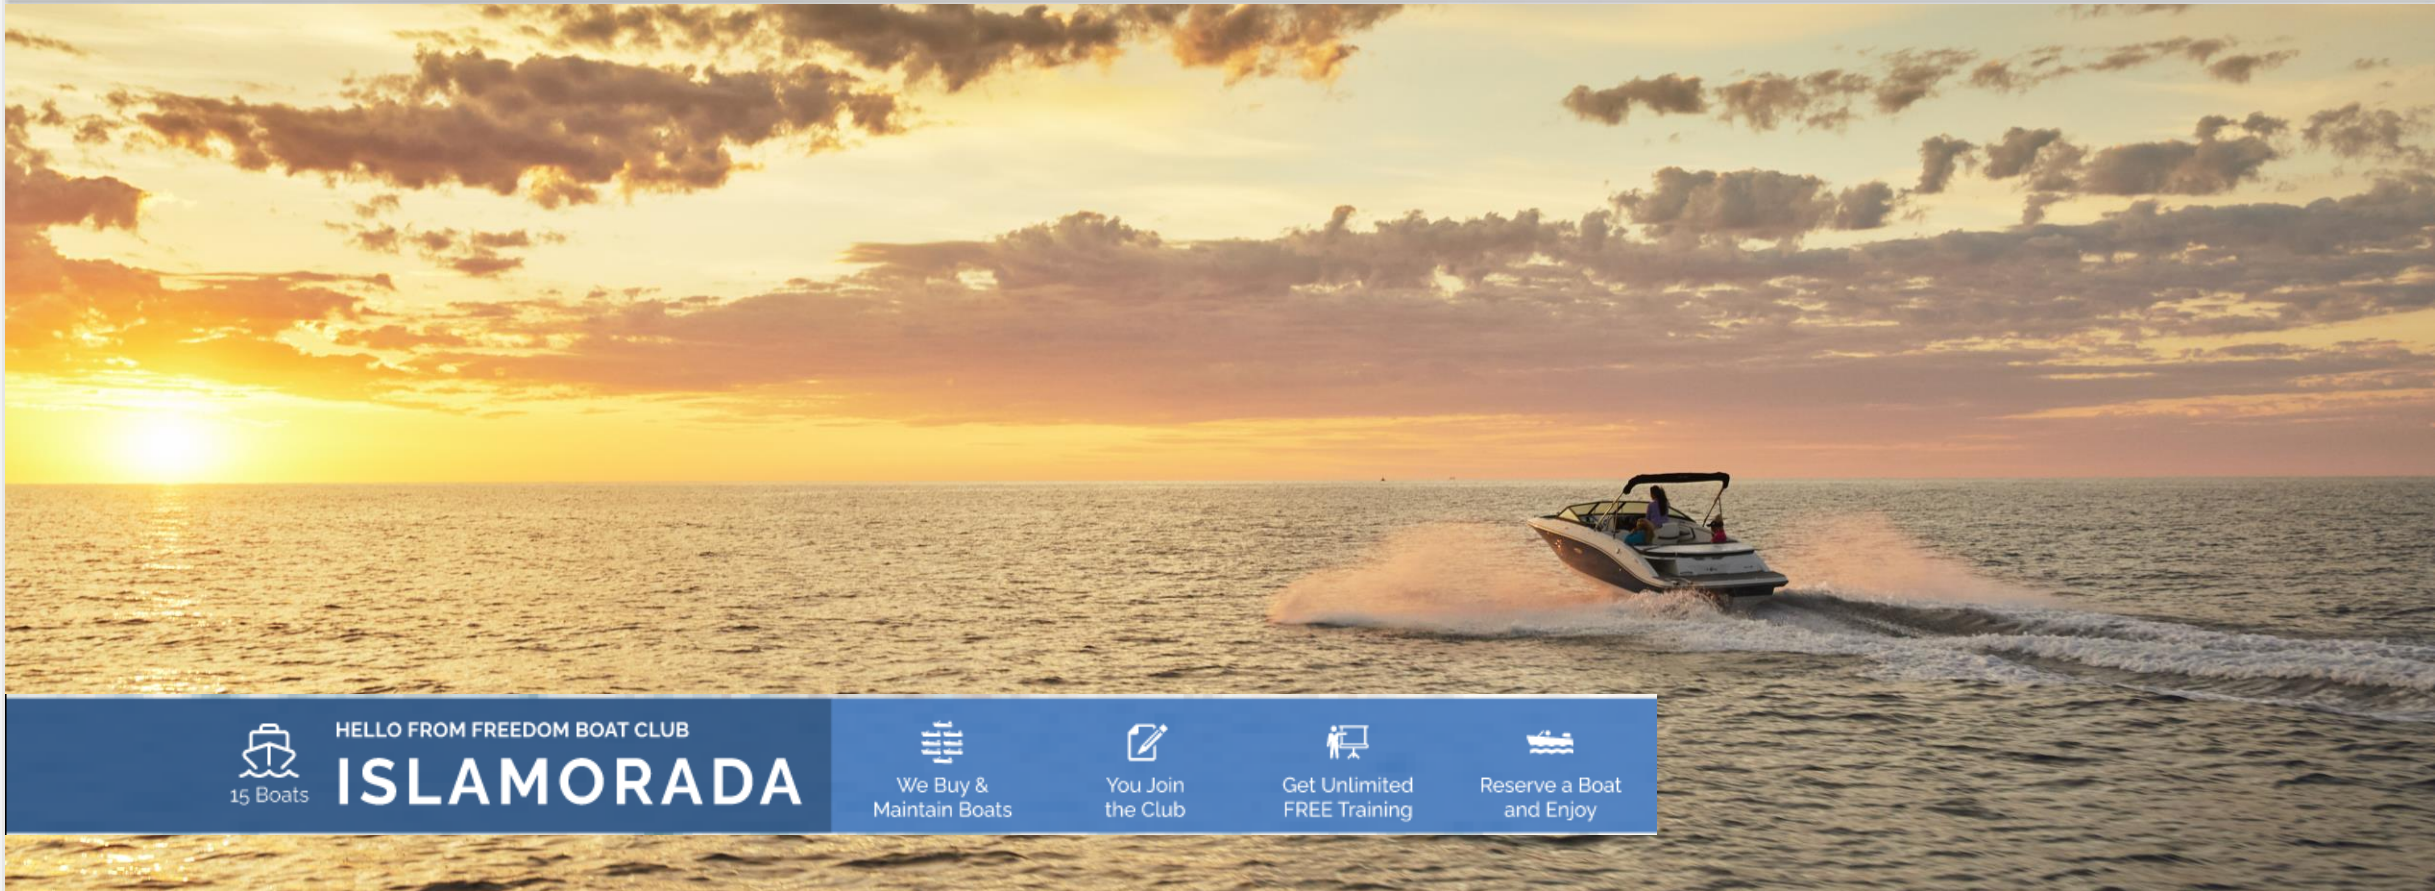 15 Boats
HELLO FROM FREEDOM BOAT CLUB
ISLAMORADA
We Buy &
Maintain Boats
You Join
the Club
Get Unlimited
FREE Training
Reserve a Boat
and Enjoy